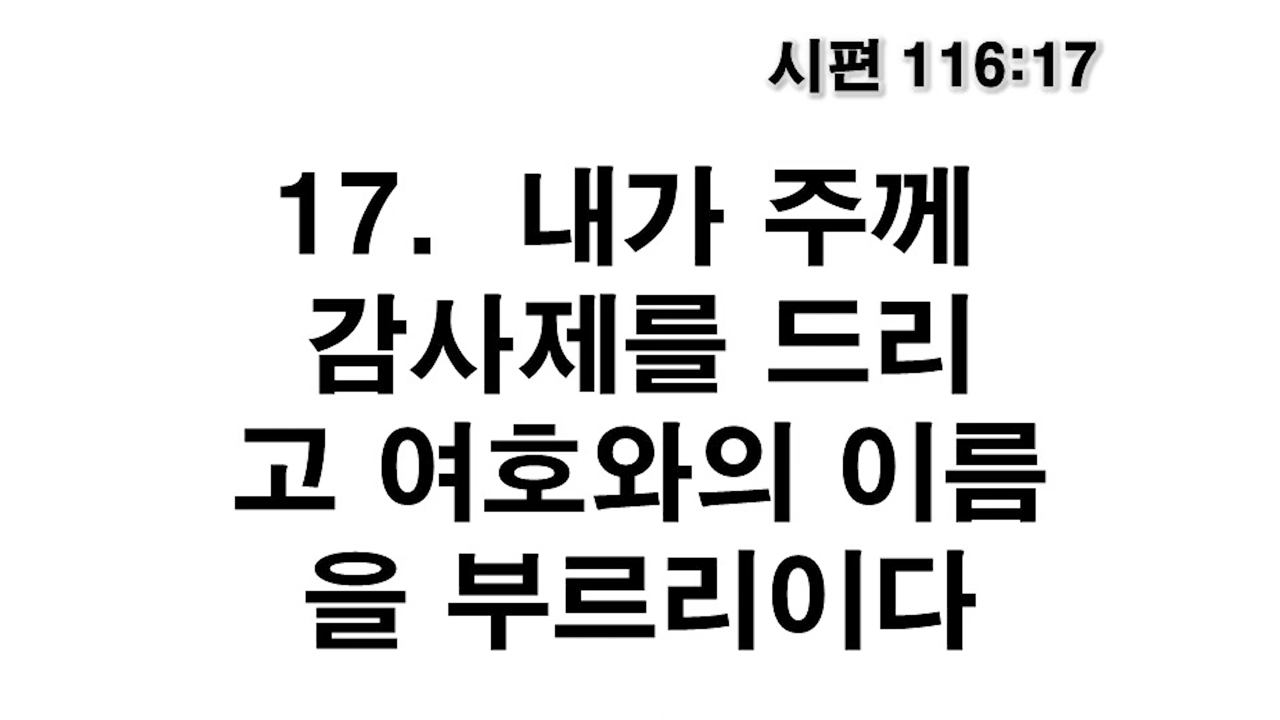 시편 116:17
17. 내가 주께
감사제를 드리
고 여호와의 이름
을 부르리이다